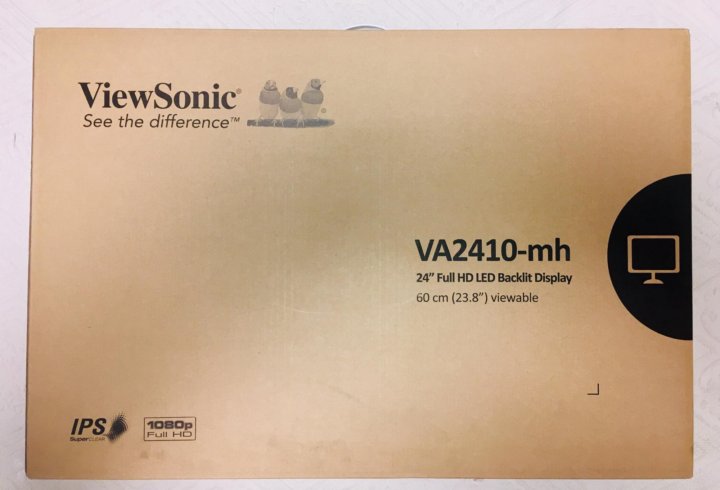 ViewSonic®
See the difference™
VA2410-mh
24” Full HD LED Backlit Display
60 cm (23.8”) viewable
IPS
SuperCLEAR
1080p
Full HD